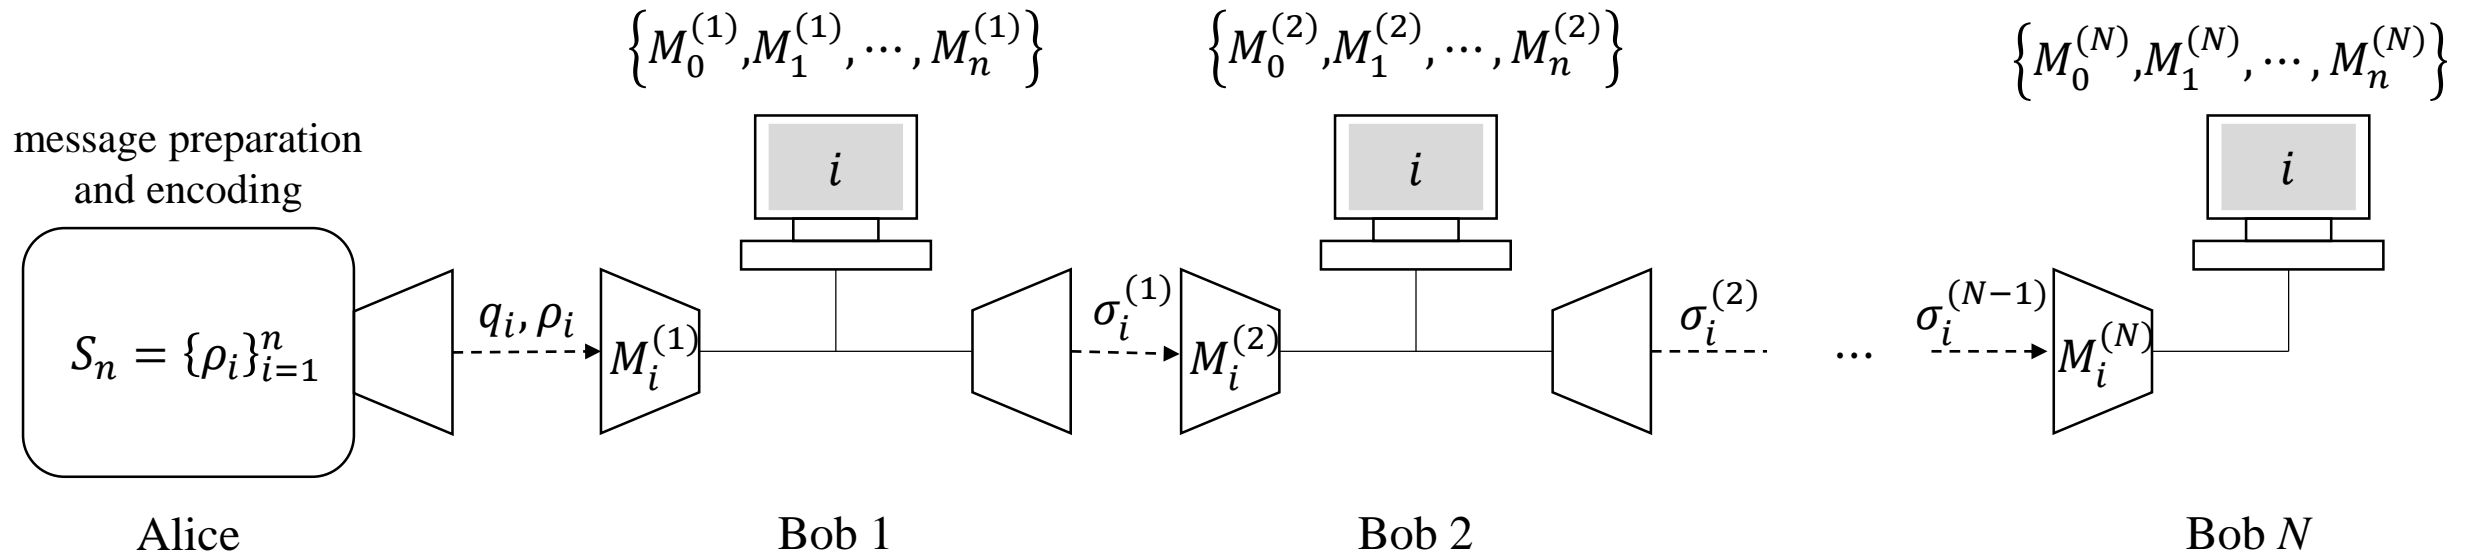 {M_0^{(1)},M_1^{(1)}, ⋯ , M_n^{(1)}}
{M_0^{(2)},M_1^{(2)}, ⋯ , M_n^{(2)}}
{M_0^{(N)},M_1^{(N)}, ⋯ , M_n^{(N)}}
message preparation
and encoding
i
i
i
S_n = {ρ_i}_{i=1}^n
q_i, ρ_i
M_i^{(1)}
σ_i^{(1)}
M_i^{(2)}
σ_i^{(2)}
⋯
σ_i^{(N−1)}
M_i^{(N)}
Alice
Bob 1
Bob 2
Bob N